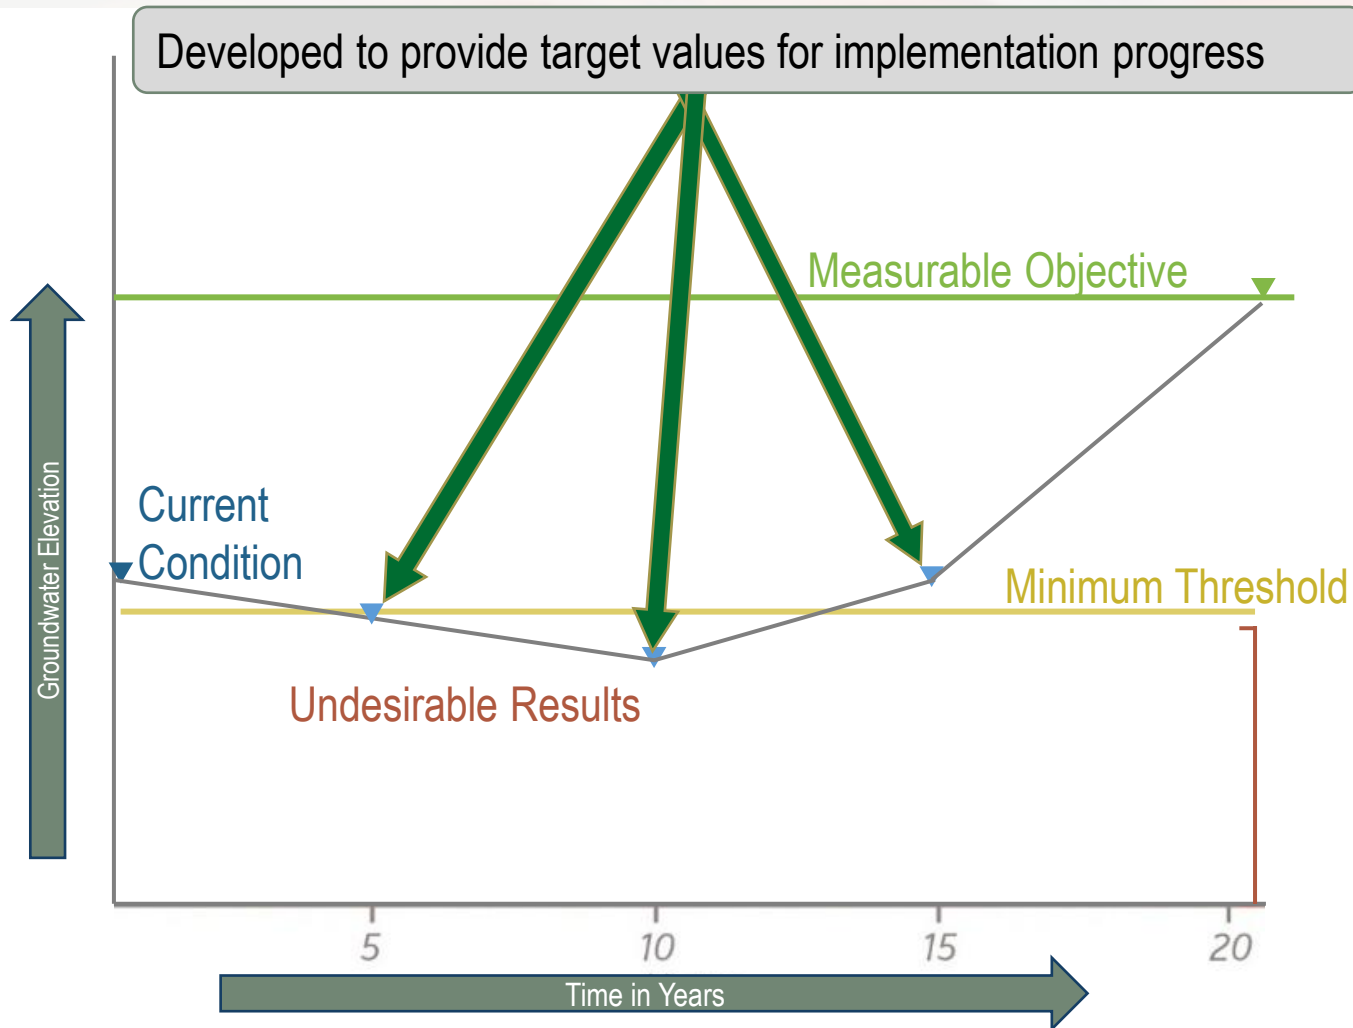 Developed to provide target values for implementation progress
Measurable Objective
Current
Condition
Minimum Threshold
Undesirable Results
Groundwater Elevation
5
10
15
20
Time in Years